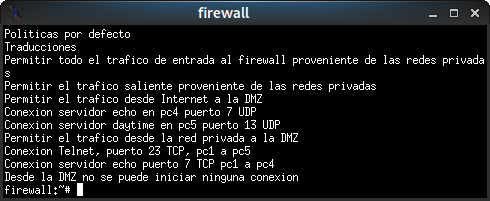 firewall
Politicas por defecto
Traducciones
Permitir todo el trafico de entrada al firewall proveniente de las redes privada
s
Permitir el trafico saliente proveniente de las redes privadas
Permitir el trafico desde Internet a la DMZ
Conexion servidor echo en pc4 puerto 7 UDP
Conexion servidor daytime en pc5 puerto 13 UDP
Permitir el trafico desde la red privada a la DMZ
Conexion Telnet, puerto 23 TCP, pc1 a pc5
Conexion servidor echo puerto 7 TCP pc1 a pc4
Desde la DMZ no se puede iniciar ninguna conexion
firewall:~#